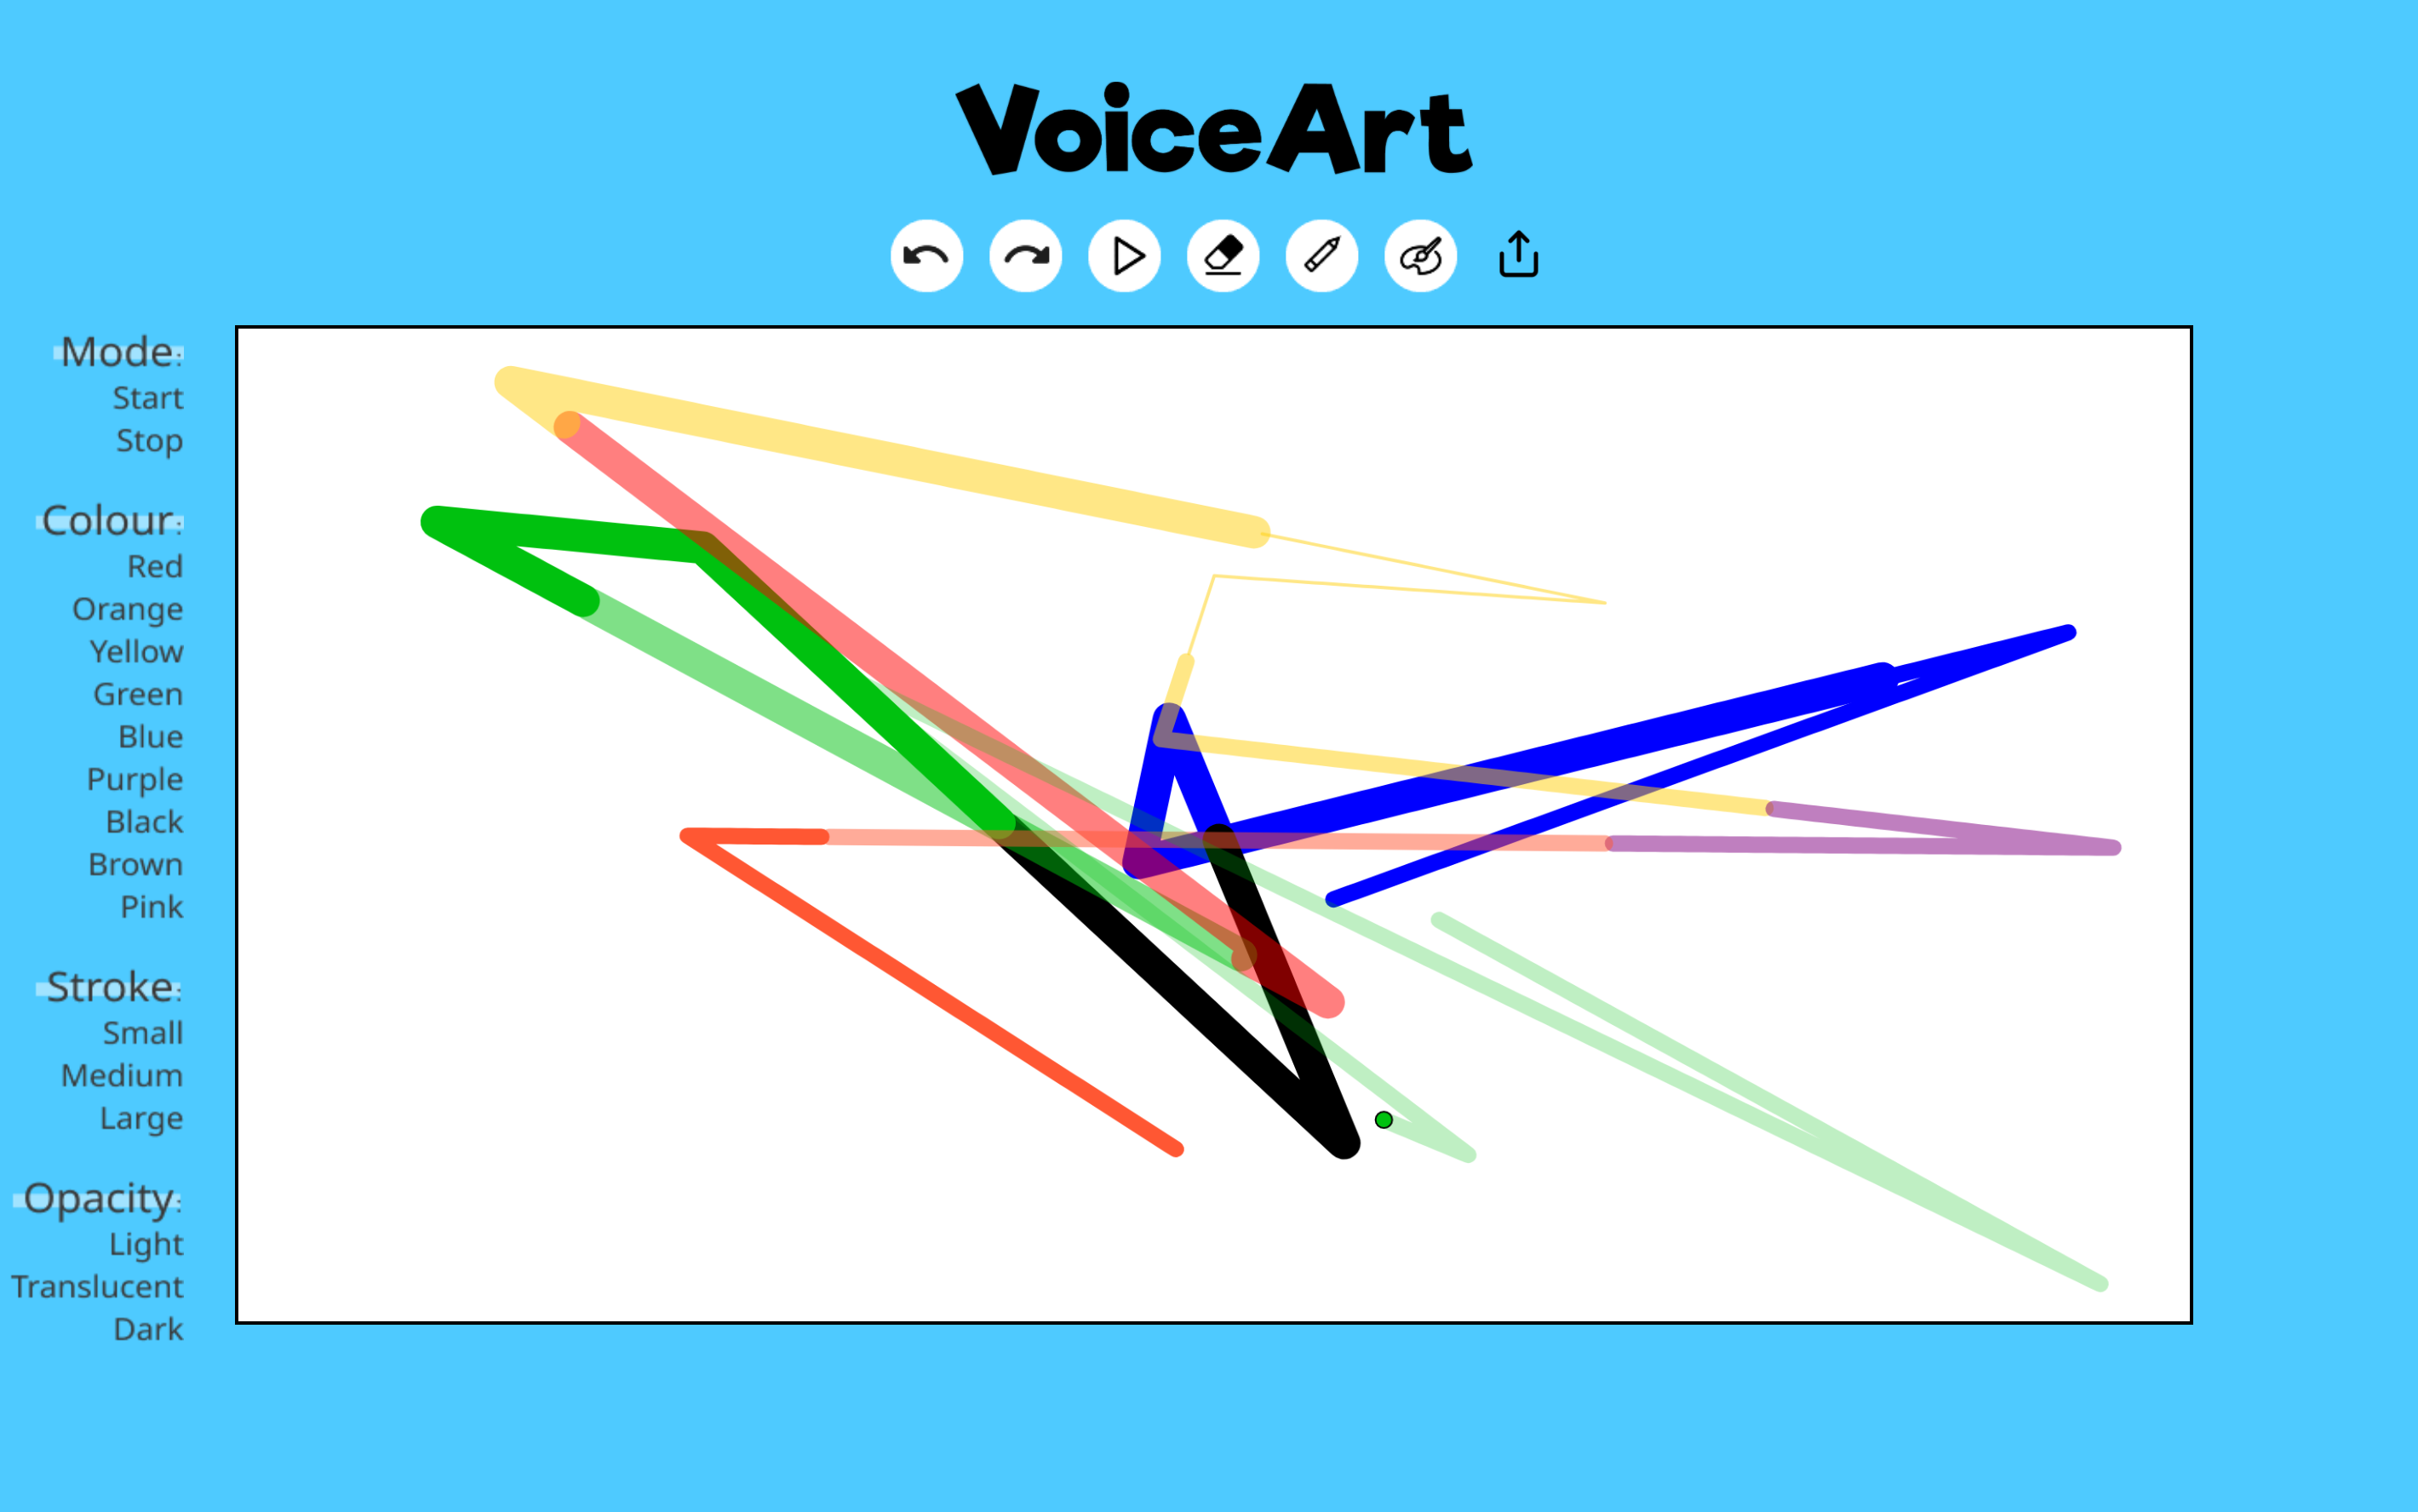 VoiceArt
Mode:
Start
Stop
Colour:
Red
Orange
Yellow
Green
Blue
Purple
Black
Brown
Pink
Stroke:
Small
Medium
Large
Opacity:
Light
Translucent
Dark